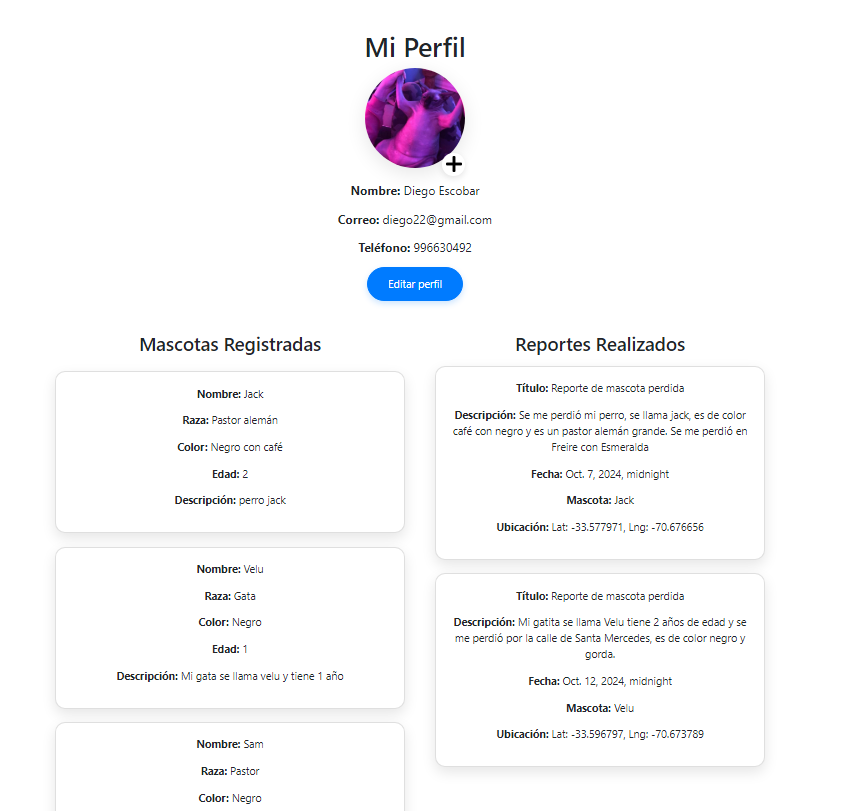 Mi Perfil
Nombre: Diego Escobar
Correo: diego22@gmail.com
Teléfono: 996630492
Editar perfil
Mascotas Registradas
Nombre: Jack
Raza: Pastor alemán
Color: Negro con café
Edad: 2
Descripción: perro jack
Nombre: Velu
Raza: Gata
Color: Negro
Edad: 1
Descripción: Mi gata se llama velu y tiene 1 año
Nombre: Sam
Raza: Pastor
Color: Negro
Reportes Realizados
Título: Reporte de mascota perdida
Descripción: Se me perdió mi perro, se llama jack, es de color
café con negro y es un pastor alemán grande. Se me perdió en
Freire con Esmeralda
Fecha: Oct. 7, 2024, midnight
Mascota: Jack
Ubicación: Lat: -33.577971, Lng: -70.676656
Título: Reporte de mascota perdida
Descripción: Mi gatita se llama Velu tiene 2 años de edad y se
me perdió por la calle de Santa Mercedes, es de color negro y
gorda.
Fecha: Oct. 12, 2024, midnight
Mascota: Velu
Ubicación: Lat: -33.596797, Lng: -70.673789